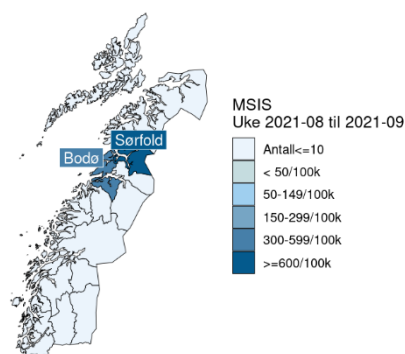 Sørfold
Bodø
MSIS
Uke 2021-08 til 2021-09
Antall<=10
< 50/100k
50-149/100k
150-299/100k
300-599/100k
>=600/100k